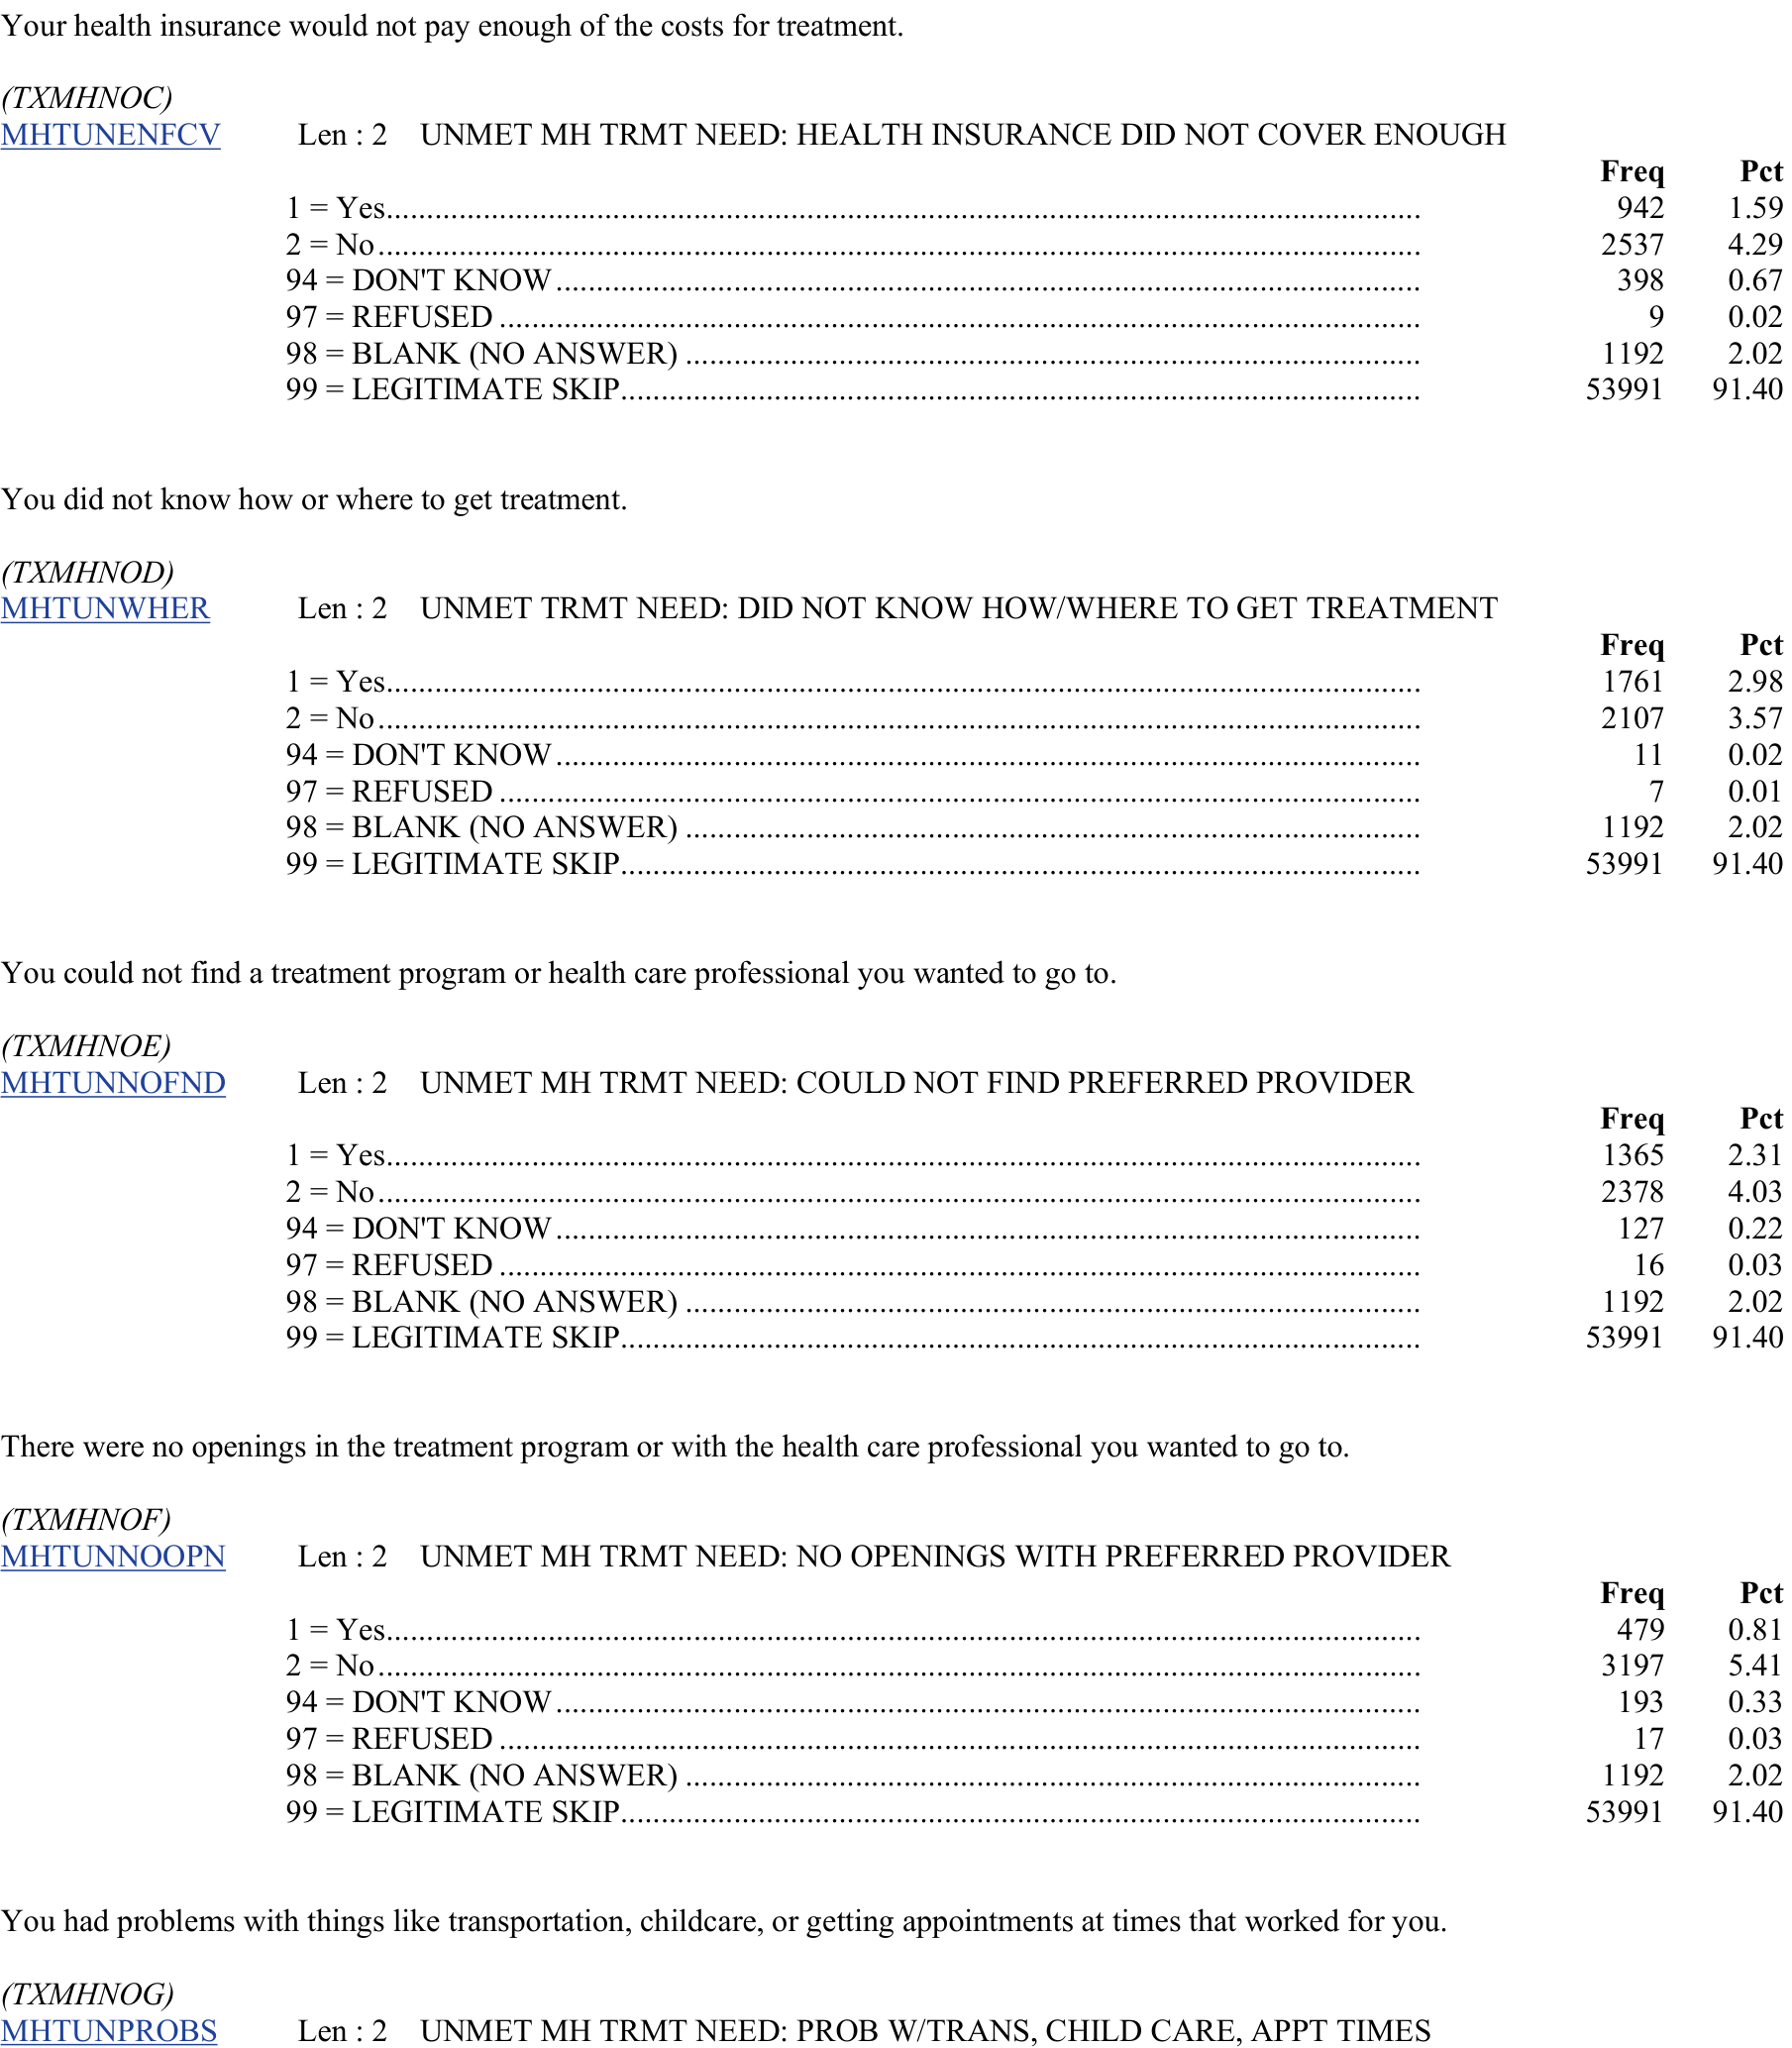 Your health insurance would not pay enough of the costs for treatment.
(TXMHNOC)
MHTUNENFCV Len : 2 UNMET MH TRMT NEED: HEALTH INSURANCE DID NOT COVER ENOUGH
Freq Pct
1 = Yes 942 1.59
2 = No 2537 4.29
94 = DON'T KNOW 398 0.67
97 = REFUSED 9 0.02
98 = BLANK (NO ANSWER) 1192 2.02
99 = LEGITIMATE SKIP 53991 91.40
You did not know how or where to get treatment.
(TXMHNOD)
MHTUNWHER Len : 2 UNMET TRMT NEED: DID NOT KNOW HOW/WHERE TO GET TREATMENT
Freq Pct
1 = Yes 1761 2.98
2 = No 2107 3.57
94 = DON'T KNOW 11 0.02
97 = REFUSED 7 0.01
98 = BLANK (NO ANSWER) 1192 2.02
99 = LEGITIMATE SKIP 53991 91.40
You could not find a treatment program or health care professional you wanted to go to.
(TXMHNOE)
MHTUNNOFND Len : 2 UNMET MH TRMT NEED: COULD NOT FIND PREFERRED PROVIDER
Freq Pct
1 = Yes 1365 2.31
2 = No 2378 4.03
94 = DON'T KNOW 127 0.22
97 = REFUSED 16 0.03
98 = BLANK (NO ANSWER) 1192 2.02
99 = LEGITIMATE SKIP 53991 91.40
There were no openings in the treatment program or with the health care professional you wanted to go to.
(TXMHNOF)
MHTUNNOOPN Len : 2 UNMET MH TRMT NEED: NO OPENINGS WITH PREFERRED PROVIDER
Freq Pct
1 = Yes 479 0.81
2 = No 3197 5.41
94 = DON'T KNOW 193 0.33
97 = REFUSED 17 0.03
98 = BLANK (NO ANSWER) 1192 2.02
99 = LEGITIMATE SKIP 53991 91.40
You had problems with things like transportation, childcare, or getting appointments at times that worked for you.
(TXMHNOG)
MHTUNPROBS Len : 2 UNMET MH TRMT NEED: PROB W/TRANS, CHILD CARE, APPT TIMES